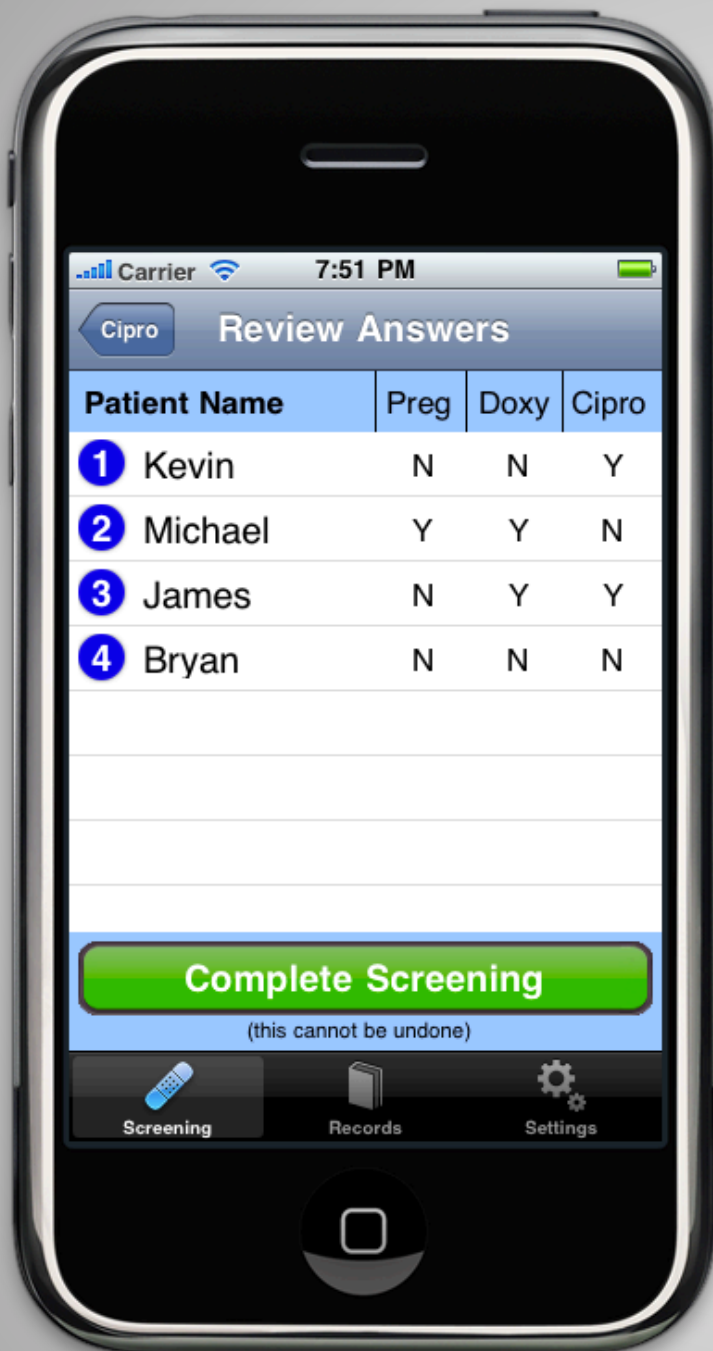 Carrier 7:51 PM
Cipro Review Answers
Patient Name Preg Doxy Cipro
1 Kevin N N Y
2 Michael Y Y N
3 James N Y Y
4 Bryan N N N
Complete Screening
(this cannot be undone)
Screening Records Settings